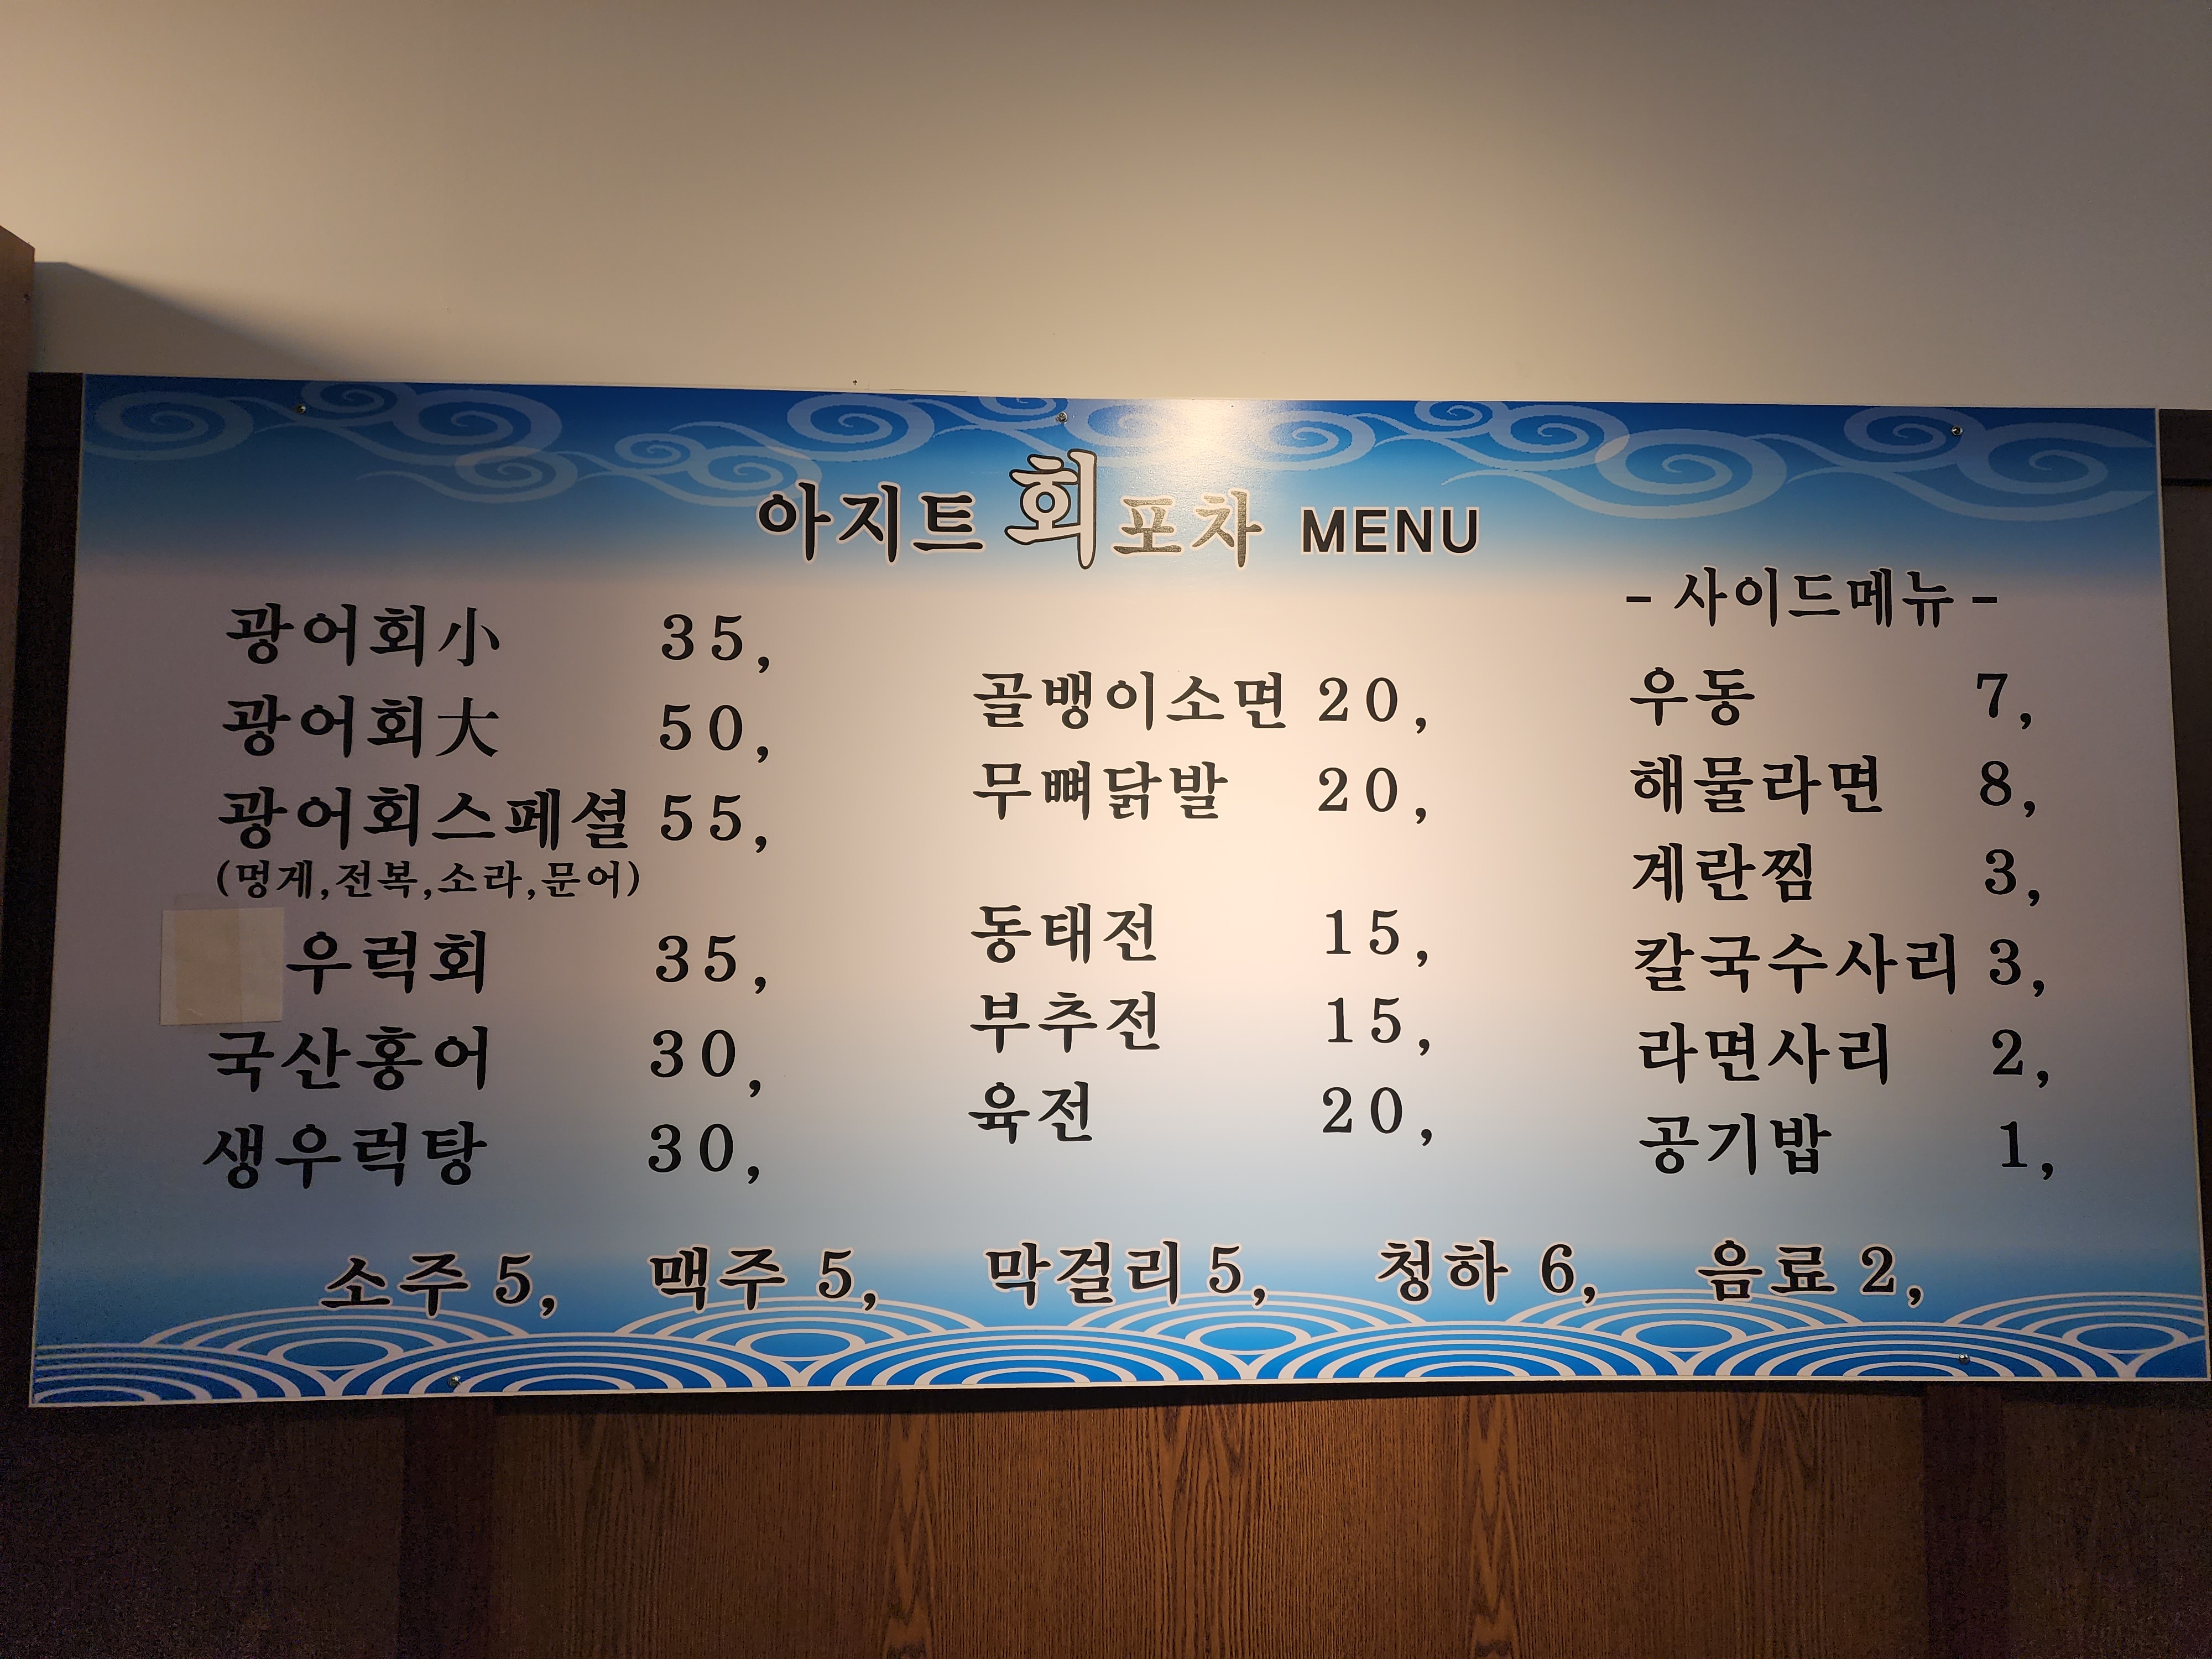 아지트 회 포차 MENU
광어회小 35,
광어회大 50,
광어회스페셜 55,
(멍게,전복,소라,문어)
우럭회 35,
국산홍어 30,
생우럭탕 30,
골뱅이소면 20,
무뼈닭발 20,
동태전 15,
부추전 15,
육전 20,
- 사이드메뉴 -
우동 7,
해물라면 8,
계란찜 3,
칼국수사리 3,
라면사리 2,
공기밥 1,
소주 5, 맥주 5, 막걸리 5, 청하 6, 음료 2,